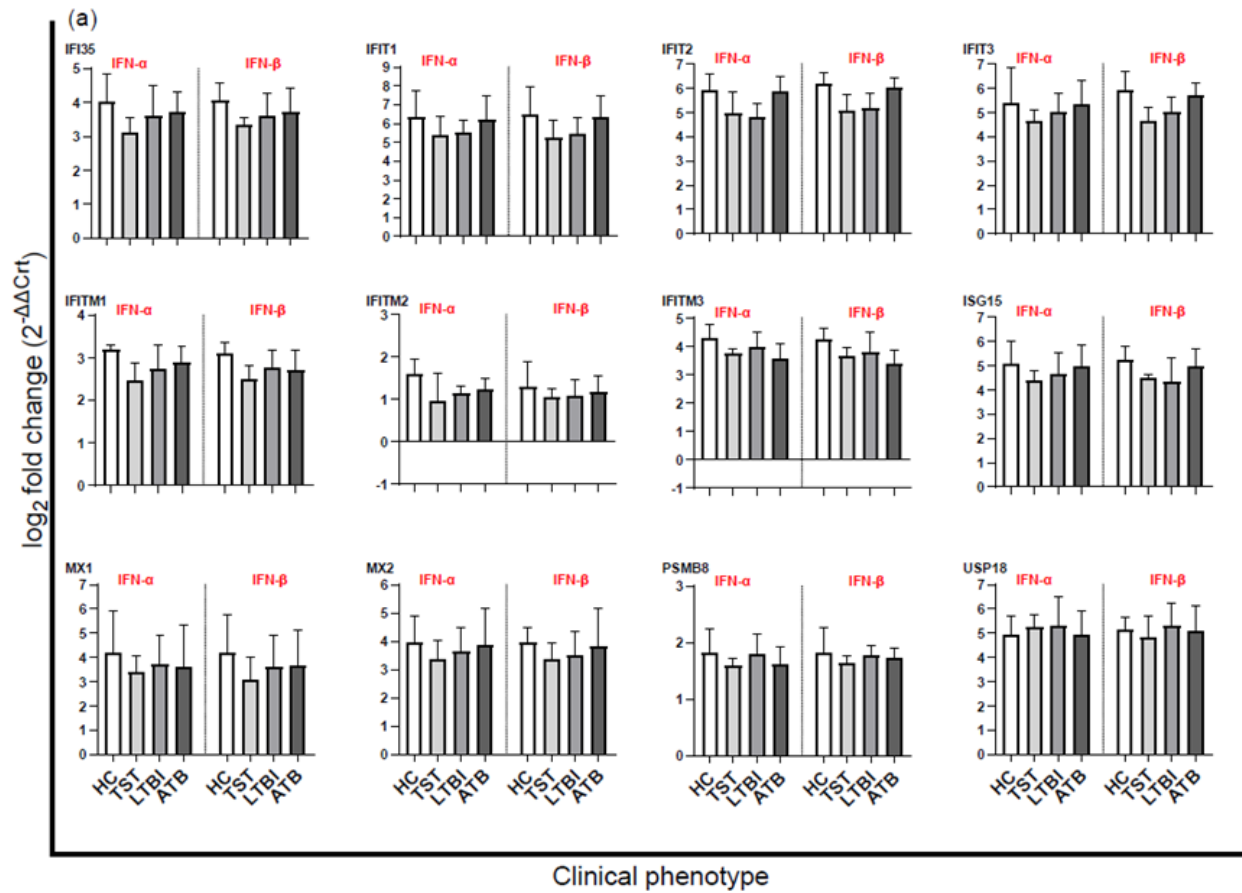 (a)
log2 fold change (2-ΔΔCrt)
IFI35
IFN-α IFN-β
5
4
3
2
1
0
IFIT1
IFN-α IFN-β
9
8
7
6
5
4
3
2
1
0
IFIT2
IFN-α IFN-β
7
6
5
4
3
2
1
0
IFIT3
IFN-α IFN-β
7
6
5
4
3
2
1
0
IFITM1
IFN-α IFN-β
4
3
2
1
0
IFITM2
IFN-α IFN-β
3
2
1
0
-1
IFITM3
IFN-α IFN-β
5
4
3
2
1
0
-1
ISG15
IFN-α IFN-β
7
6
5
4
3
2
1
0
MX1
IFN-α IFN-β
7
6
5
4
3
2
1
0
HC TST LTBI ATB HC TST LTBI ATB
MX2
IFN-α IFN-β
6
5
4
3
2
1
0
HC TST LTBI ATB HC TST LTBI ATB
PSMB8
IFN-α IFN-β
3
2
1
0
HC TST LTBI ATB HC TST LTBI ATB
USP18
IFN-α IFN-β
7
6
5
4
3
2
1
0
HC TST LTBI ATB HC TST LTBI ATB
Clinical phenotype